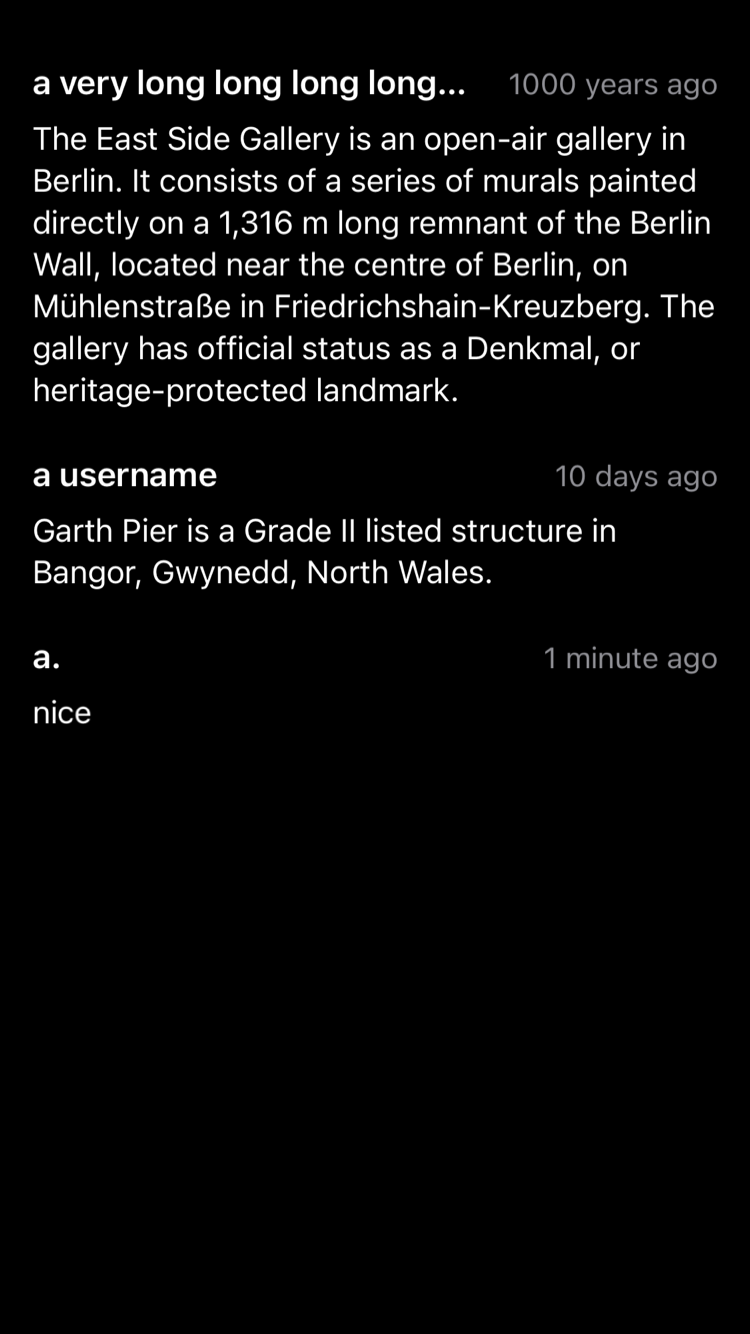 a very long long long long... 1000 years ago
The East Side Gallery is an open-air gallery in
Berlin. It consists of a series of murals painted
directly on a 1,316 m long remnant of the Berlin
Wall, located near the centre of Berlin, on
Mühlenstraße in Friedrichshain-Kreuzberg. The
gallery has official status as a Denkmal, or
heritage-protected landmark.
a username 10 days ago
Garth Pier is a Grade II listed structure in
Bangor, Gwynedd, North Wales.
a. 1 minute ago
nice